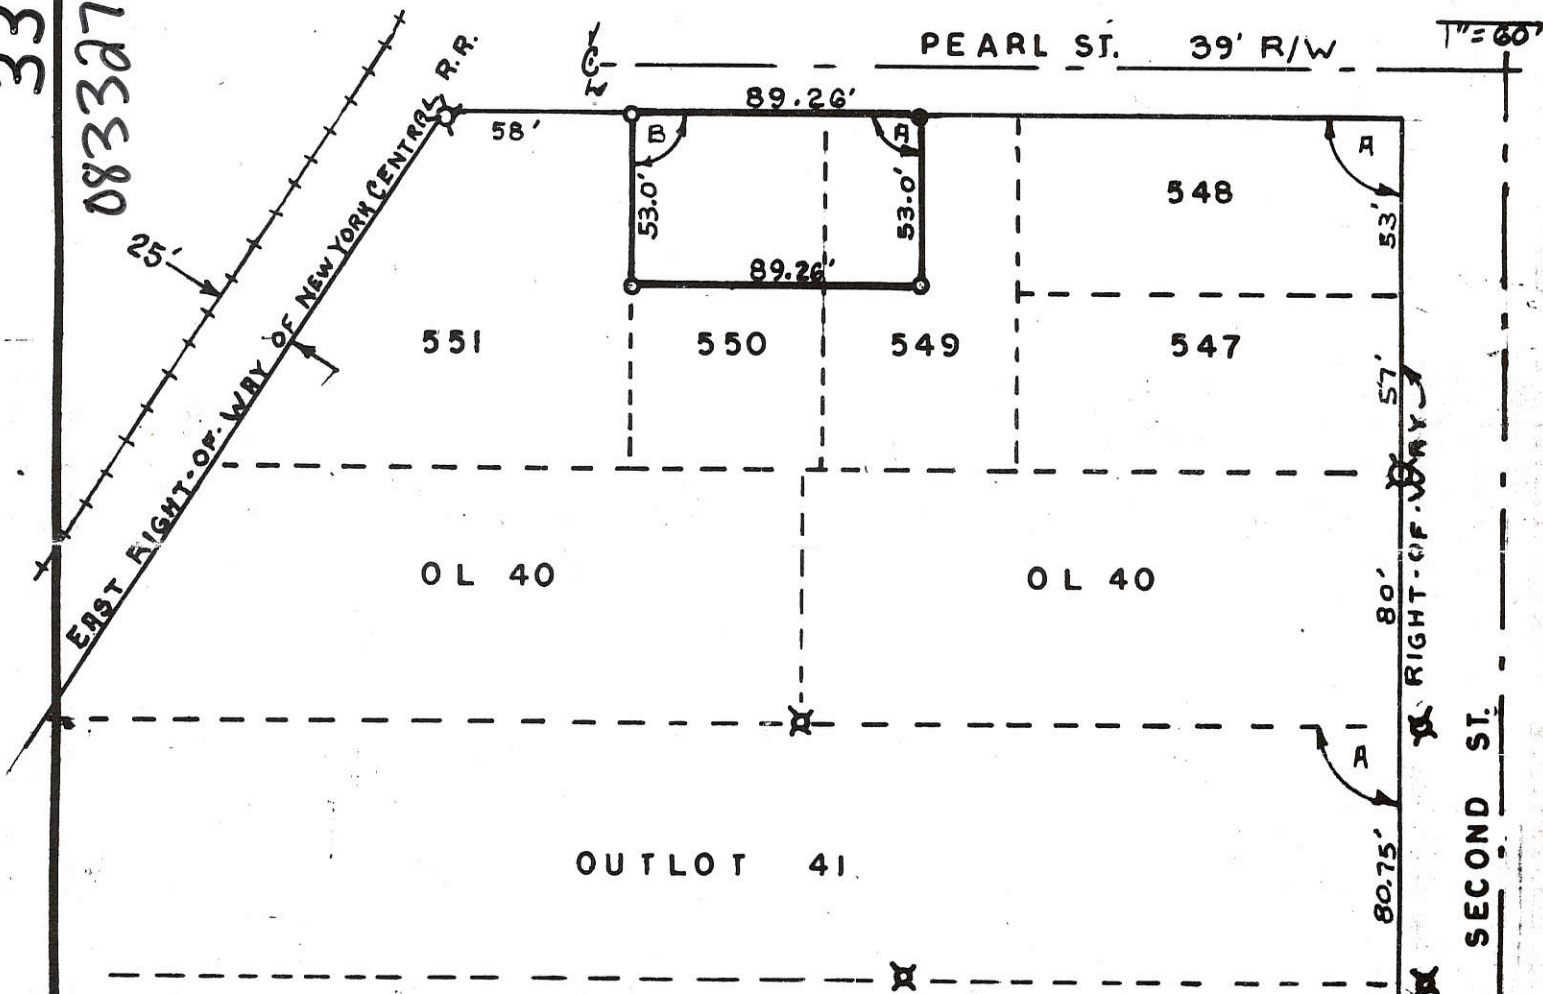 33
083327
PEARL ST. 39' R/W
1"=60'
EAST RIGHT-OF-WAY OF NEW YORK CENTRAL R.R.
25'
58'
89.26'
B
A
A
53.0'
53.0'
89.26'
548
53'
551
550
549
547
57'
RIGHT-OF-WAY
OL 40
OL 40
80'
A
OUTLOT 41
80.75'
SECOND ST.